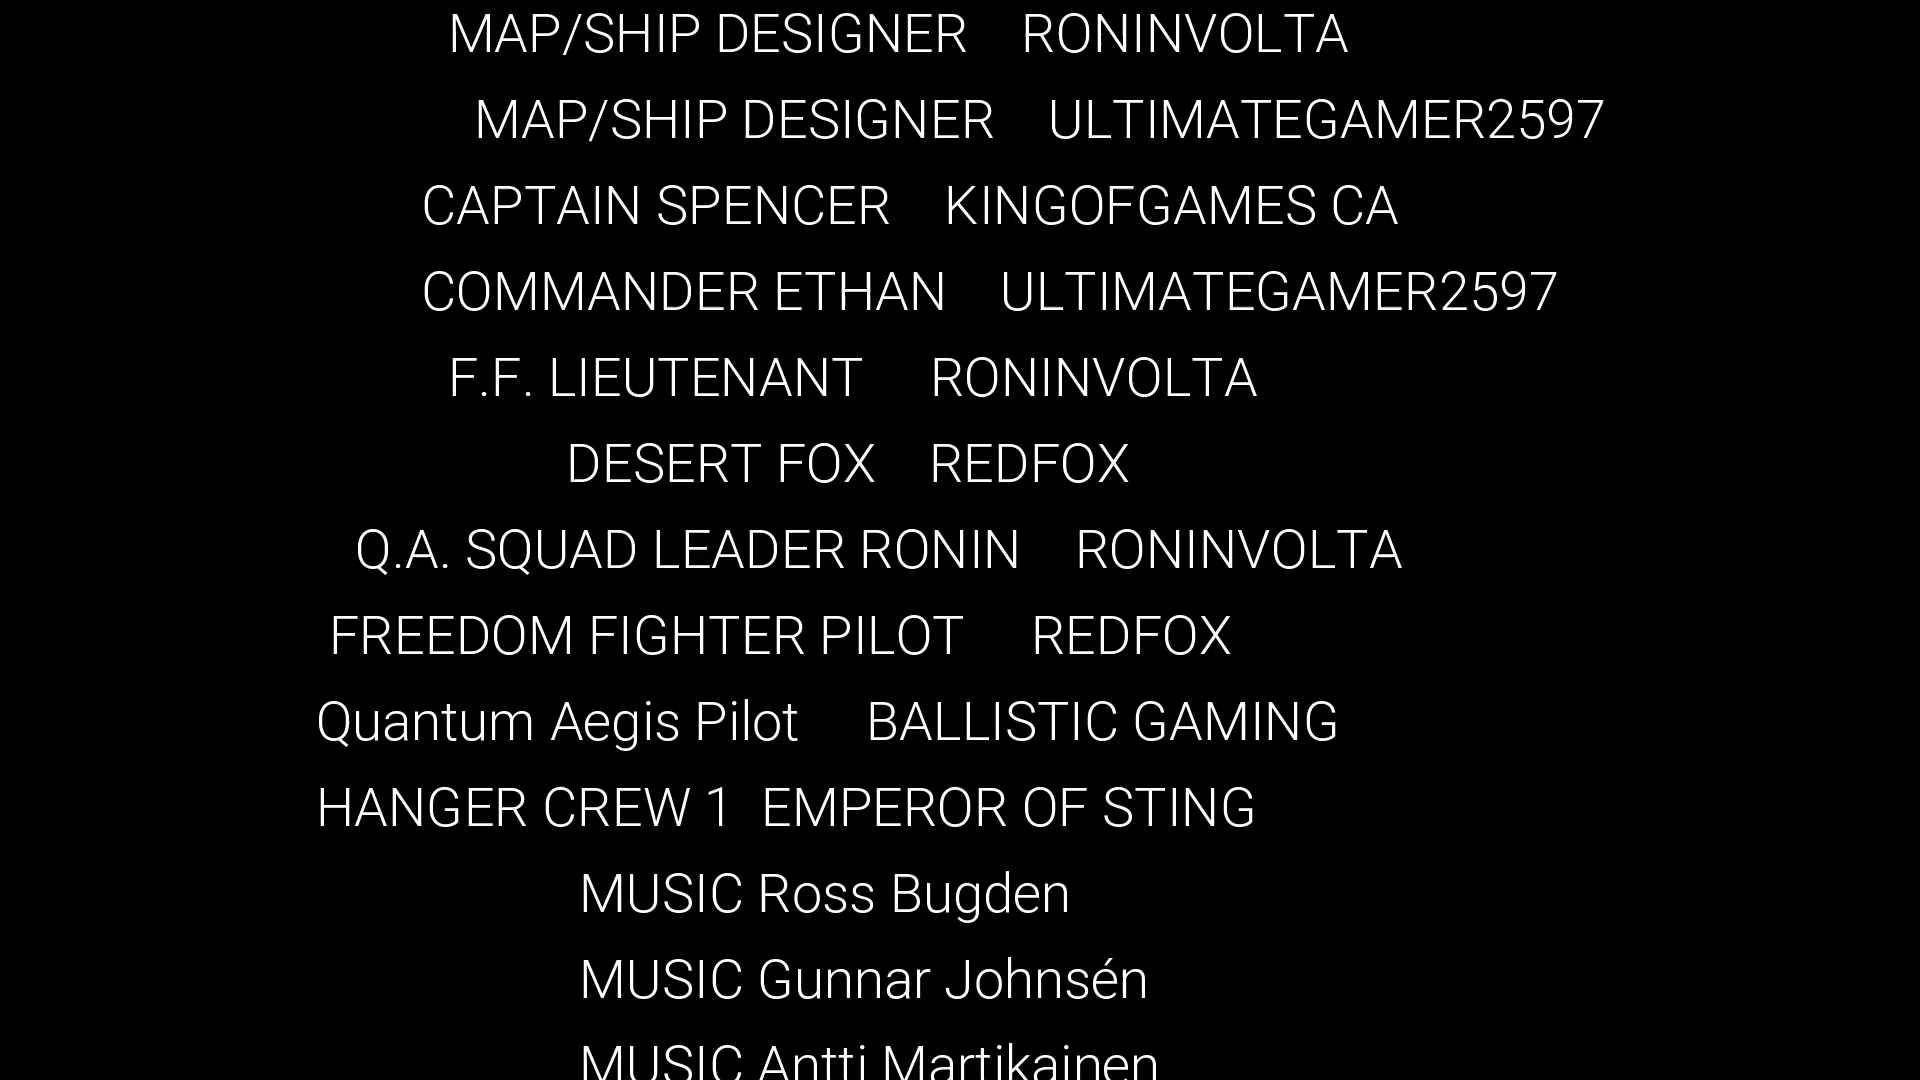 MAP/SHIP DESIGNER RONINVOLTA
MAP/SHIP DESIGNER ULTIMATEGAMER2597
CAPTAIN SPENCER KINGOFGAMES CA
COMMANDER ETHAN ULTIMATEGAMER2597
F.F. LIEUTENANT RONINVOLTA
DESERT FOX REDFOX
Q.A. SQUAD LEADER RONIN RONINVOLTA
FREEDOM FIGHTER PILOT REDFOX
Quantum Aegis Pilot BALLISTIC GAMING
HANGER CREW 1 EMPEROR OF STING
MUSIC Ross Bugden
MUSIC Gunnar Johnsén
MUSIC Antti Martikainen